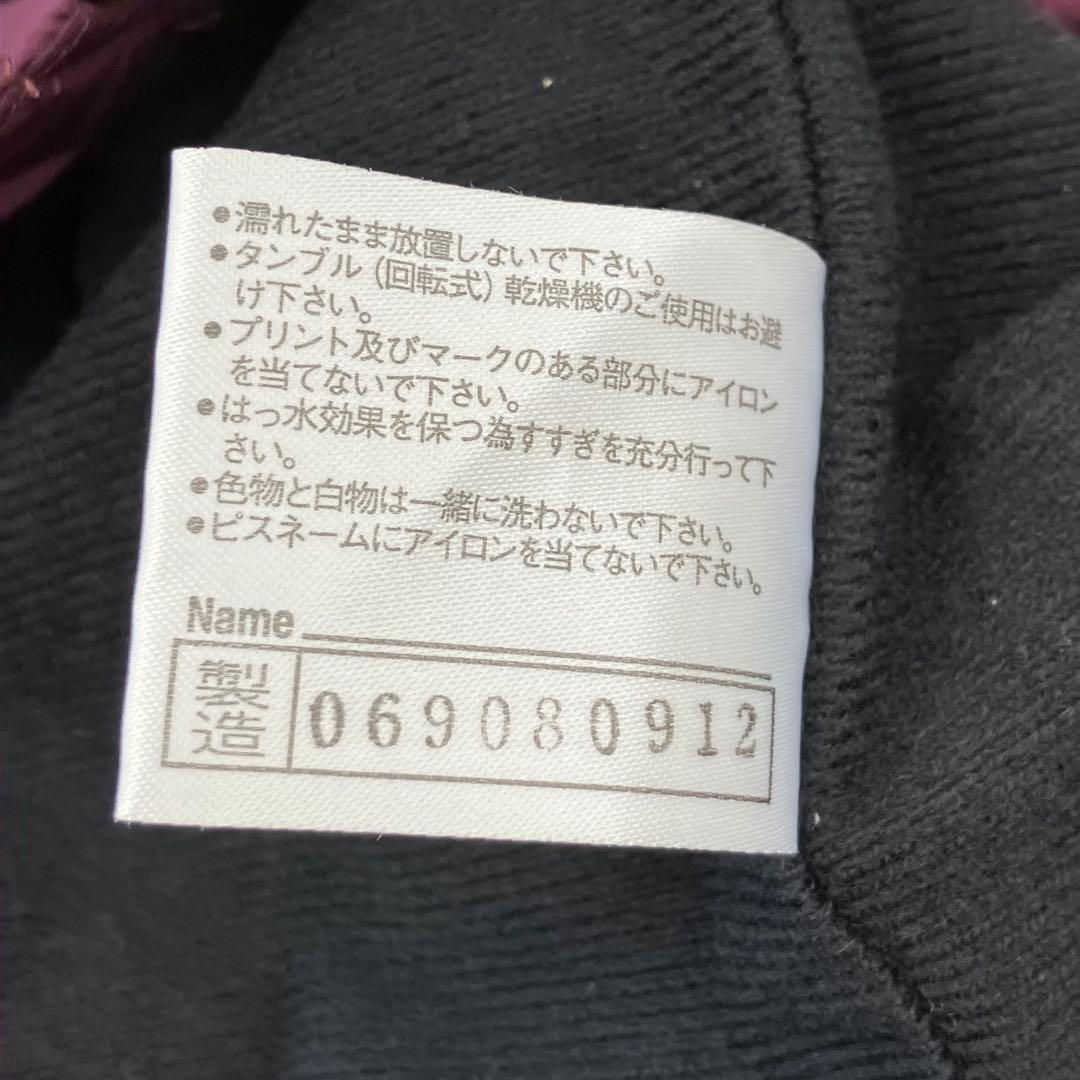 ●濡れたまま放置しないで下さい。
●タンブル(回転式)乾燥機のご使用はお避
け下さい。
●プリント及びマークのある部分にアイロン
を当てないで下さい。
●はっ水効果を保つ為すすぎを充分行って下
さい。
●色物と白物は一緒に洗わないで下さい。
●ピスネームにアイロンを当てないで下さい。
Name
製造 069080912